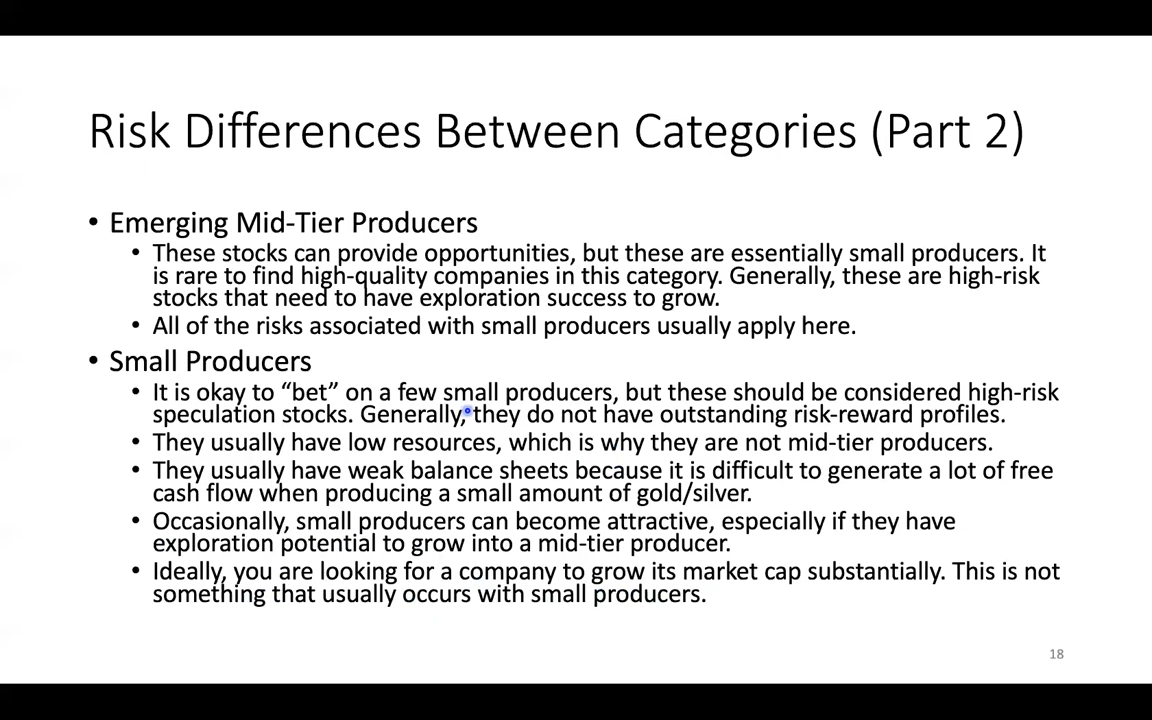 Risk Differences Between Categories (Part 2)
• Emerging Mid-Tier Producers
• These stocks can provide opportunities, but these are essentially small producers. It
is rare to find high-quality companies in this category. Generally, these are high-risk
stocks that need to have exploration success to grow.
• All of the risks associated with small producers usually apply here.
• Small Producers
• It is okay to “bet” on a few small producers, but these should be considered high-risk
speculation stocks. Generally, they do not have outstanding risk-reward profiles.
• They usually have low resources, which is why they are not mid-tier producers.
• They usually have weak balance sheets because it is difficult to generate a lot of free
cash flow when producing a small amount of gold/silver.
• Occasionally, small producers can become attractive, especially if they have
exploration potential to grow into a mid-tier producer.
• Ideally, you are looking for a company to grow its market cap substantially. This is not
something that usually occurs with small producers.
18